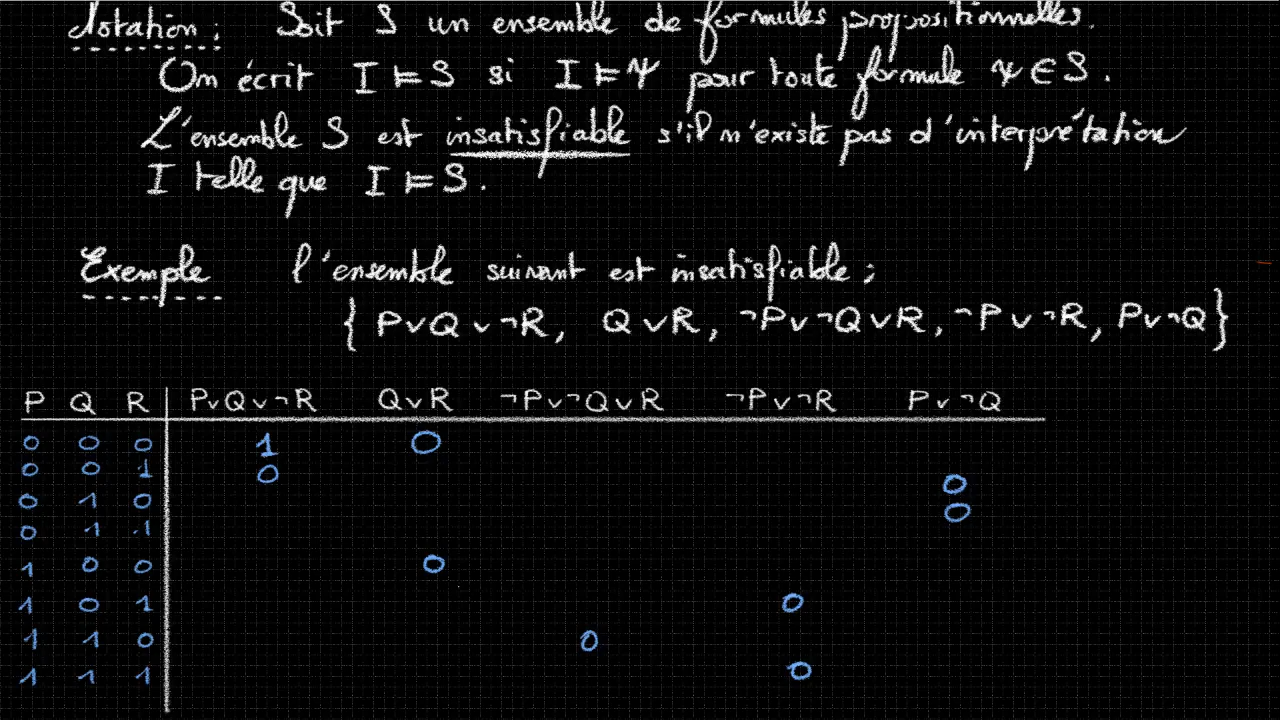 Notation : Soit S un ensemble de formules propositionnelles.
On écrit I ⊨ S si I ⊨ Ψ pour toute formule Ψ ∈ S.
L'ensemble S est insatisfiable s'il n'existe pas d'interprétation
I telle que I ⊨ S.
Exemple l'ensemble suivant est insatisfiable ;
{ P∨Q∨¬R, Q∨R, ¬P∨¬Q∨R, ¬P∨¬R, P∨¬Q }
P Q R P∨Q∨¬R Q∨R ¬P∨¬Q∨R ¬P∨¬R P∨¬Q
0 0 0 1 0
0 0 1 0
0 1 0 0
0 1 1 0
1 0 0 0
1 0 1 0
1 1 0 0
1 1 1 0